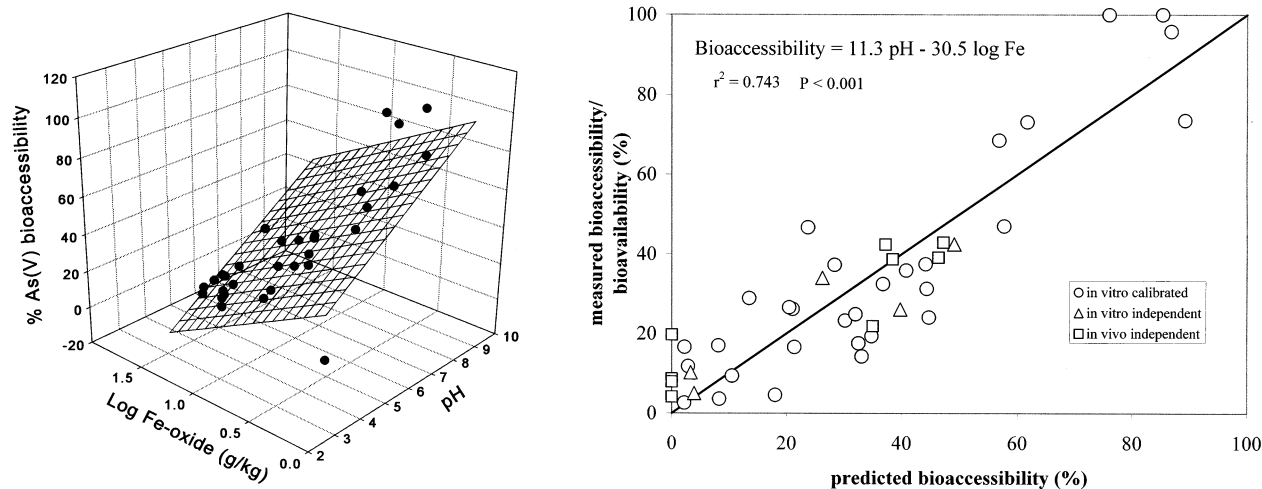 120
100
80
60
40
20
0
-20
% As(V) bioaccessibility
1.5
1.0
0.5
0.0
Log Fe-oxide (g/kg)
2
3
4
5
6
7
8
9
10
pH
100
80
60
40
20
0
measured bioaccessibility/
bioavailability (%)
Bioaccessibility = 11.3 pH - 30.5 log Fe
r² = 0.743 P < 0.001
in vitro calibrated
in vitro independent
in vivo independent
0 20 40 60 80 100
predicted bioaccessibility (%)